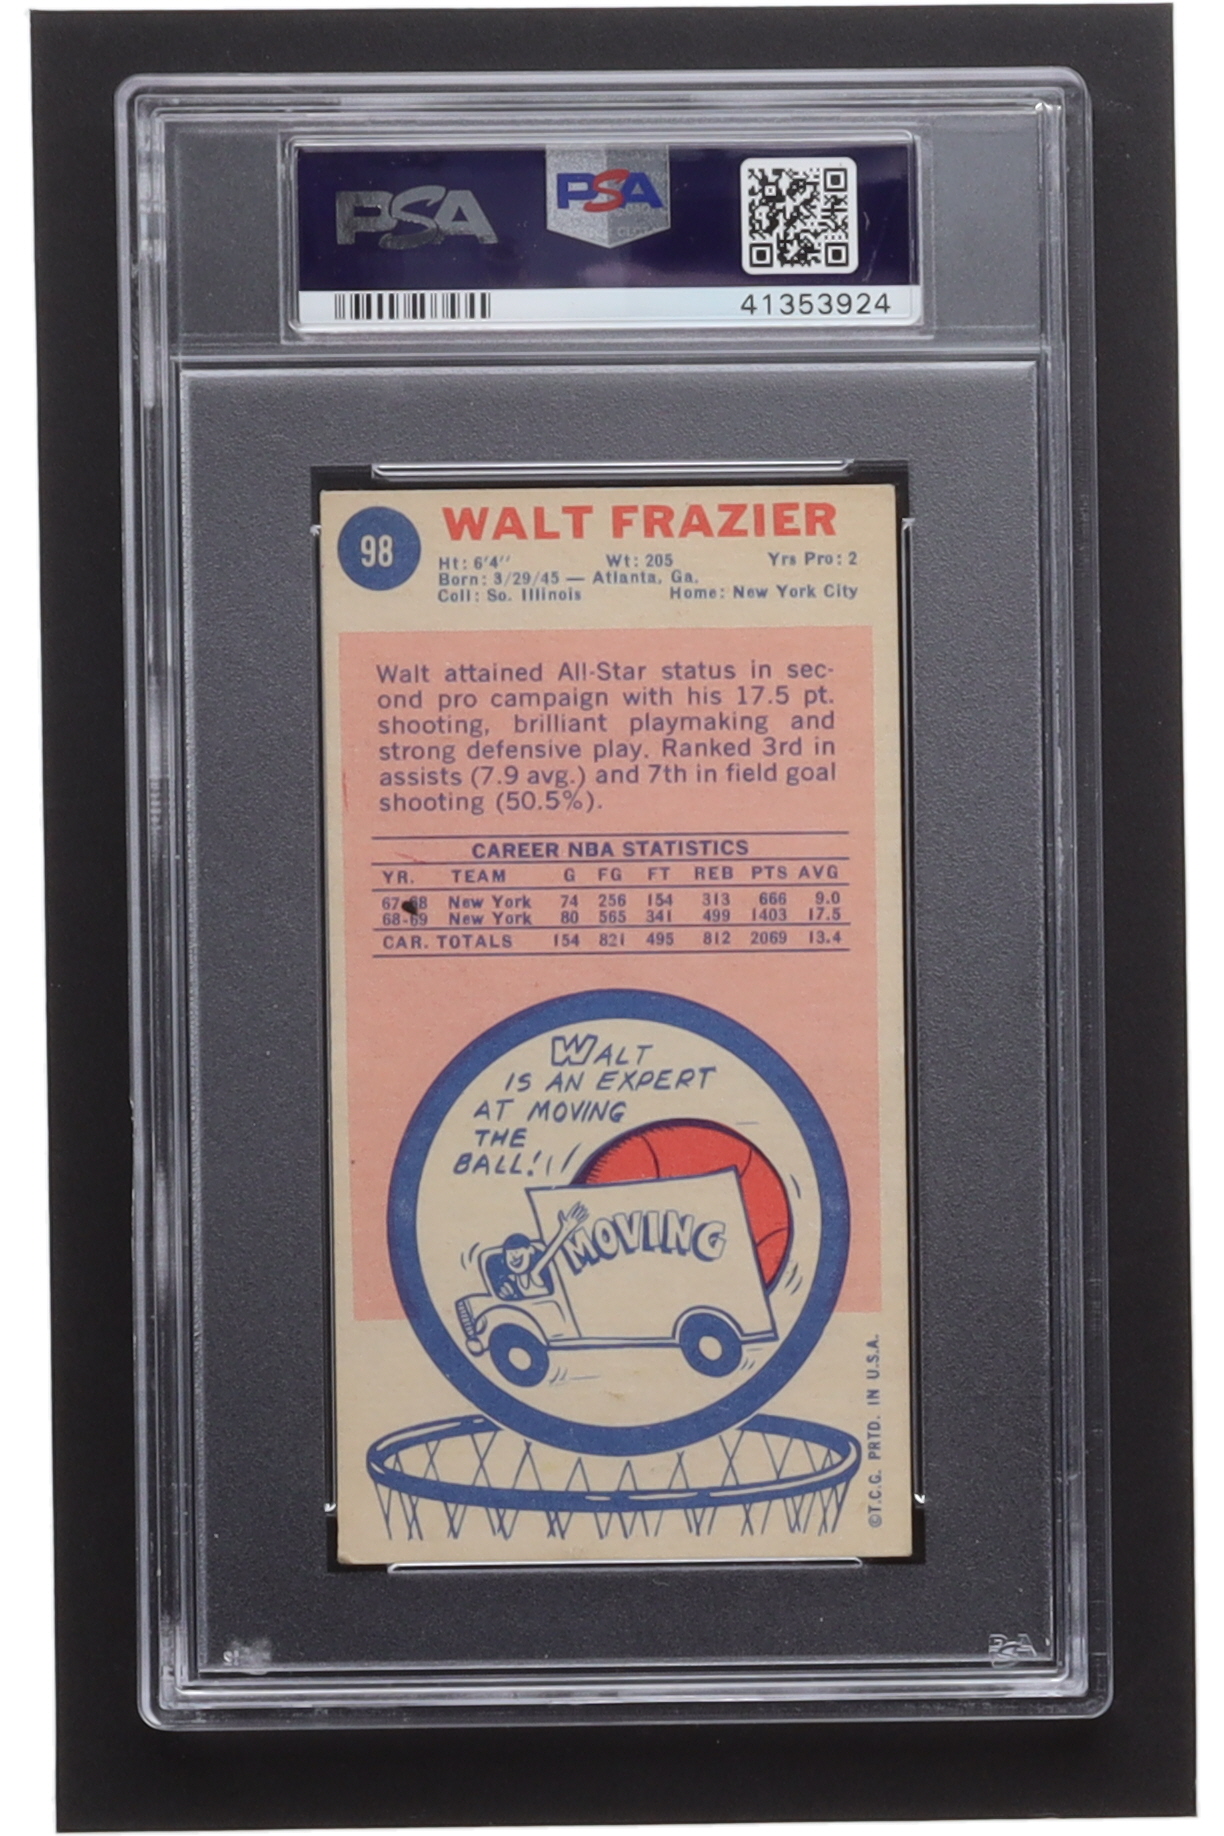 PSA
PSA
41353924
98
WALT FRAZIER
Ht: 6'4'' Wt: 205 Yrs Pro: 2
Born: 3/29/45 — Atlanta, Ga.
Coll: So. Illinois Home: New York City
Walt attained All-Star status in sec-
ond pro campaign with his 17.5 pt.
shooting, brilliant playmaking and
strong defensive play. Ranked 3rd in
assists (7.9 avg.) and 7th in field goal
shooting (50.5%).
CAREER NBA STATISTICS
YR. TEAM G FG FT REB PTS AVG
67-68 New York 74 256 154 313 666 9.0
68-69 New York 80 565 341 499 1403 17.5
CAR. TOTALS 154 821 495 812 2069 13.4
WALT
IS AN EXPERT
AT MOVING
THE
BALL!
MOVING
©T.C.G. PRTD. IN U.S.A.
PSA